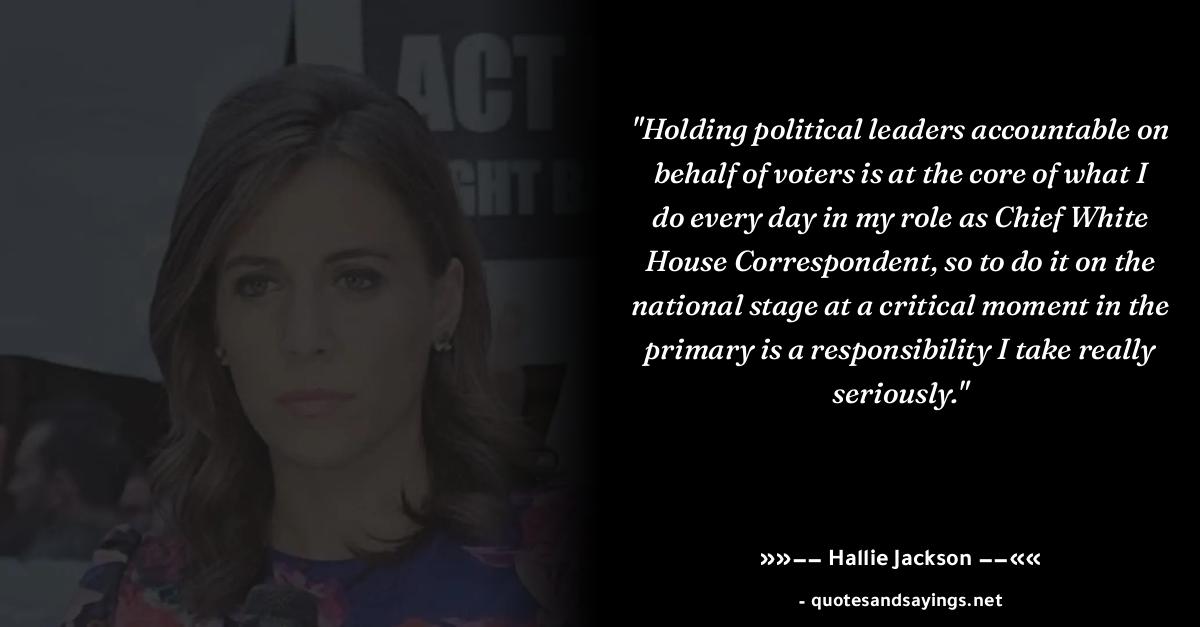 ACT
GHT B
"Holding political leaders accountable on
behalf of voters is at the core of what I
do every day in my role as Chief White
House Correspondent, so to do it on the
national stage at a critical moment in the
primary is a responsibility I take really
seriously."
»»–– Hallie Jackson ––««
- quotesandsayings.net